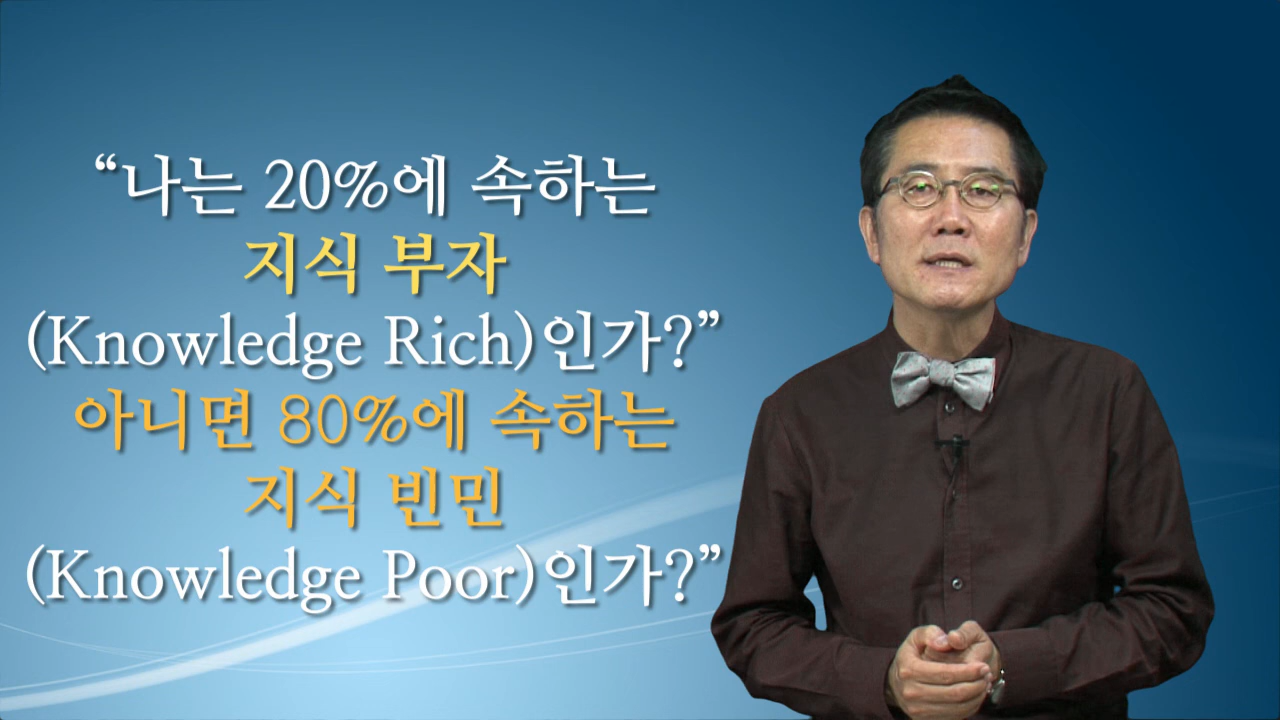 “나는 20%에 속하는
지식 부자
(Knowledge Rich)인가?”
아니면 80%에 속하는
지식 빈민
(Knowledge Poor)인가?”